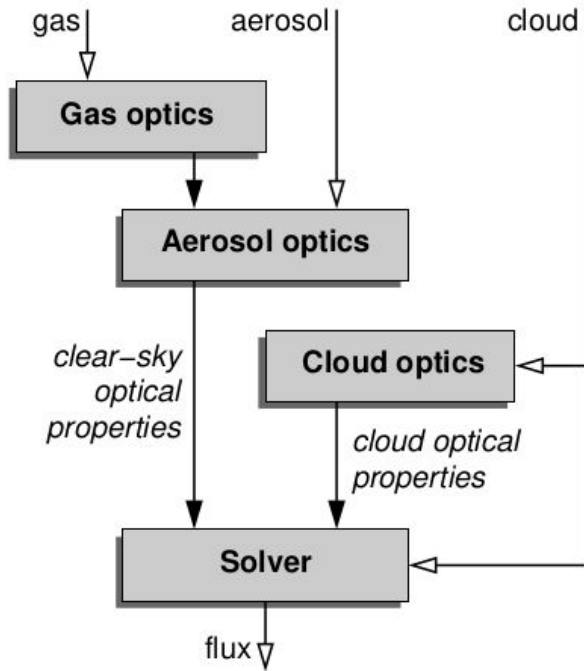 gas
aerosol
cloud
Gas optics
Aerosol optics
clear−sky
optical
properties
Cloud optics
cloud optical
properties
Solver
flux